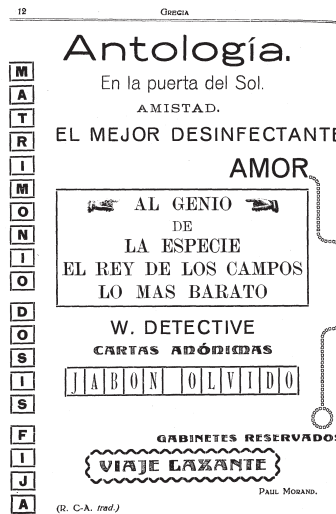 12 GRECIA
Antología.
En la puerta del Sol.
AMISTAD.
EL MEJOR DESINFECTANTE
AMOR
AL GENIO
DE
LA ESPECIE
EL REY DE LOS CAMPOS
LO MAS BARATO
W. DETECTIVE
CARTAS ANÓNIMAS
JABON OLVIDO
GABINETES RESERVADOS
VIAJE LAXANTE
PAUL MORAND.
(R. C-A. trad.)
MATRIMONIO DOSIS FIJA